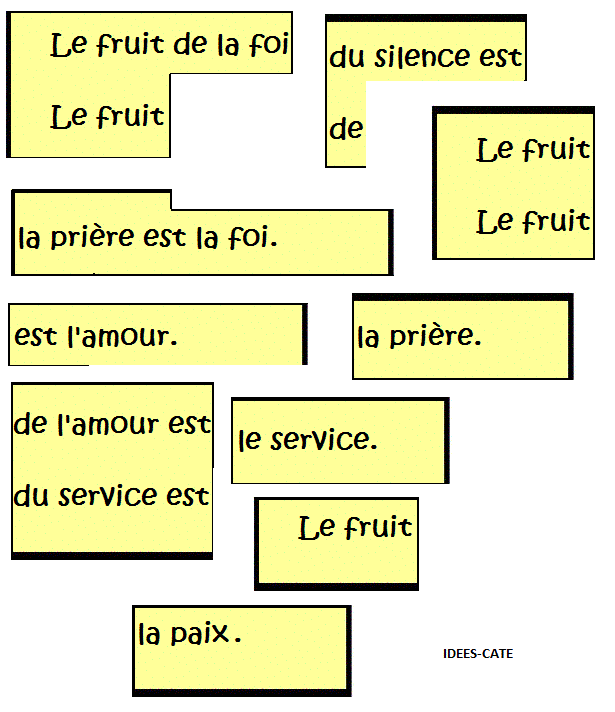 Le fruit de la foi
Le fruit
du silence est
de
Le fruit
Le fruit
la prière est la foi.
est l'amour.
la prière.
de l'amour est
du service est
le service.
Le fruit
la paix.
IDEES-CATE